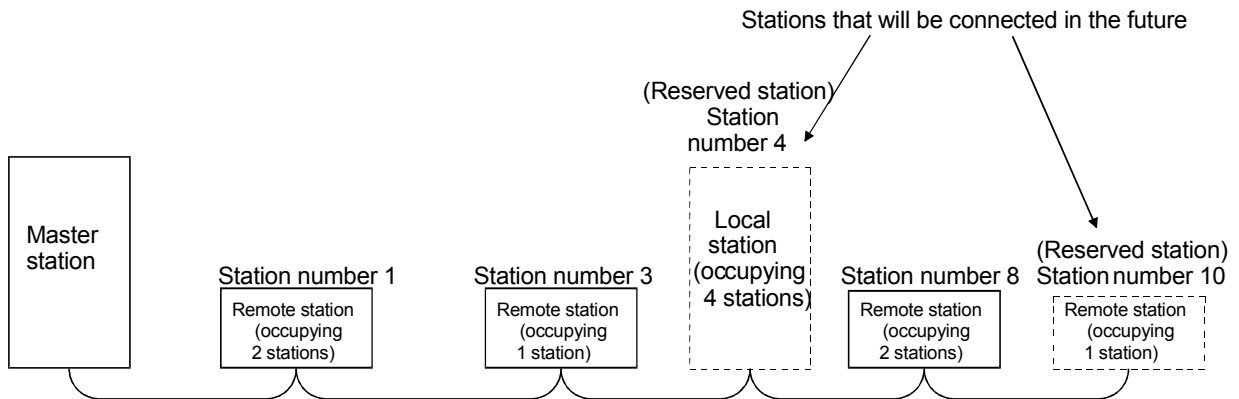 Stations that will be connected in the future
(Reserved station)
Station
number 4
Master
station
Station number 1
Remote station
(occupying
2 stations)
Station number 3
Remote station
(occupying
1 station)
Local
station
(occupying
4 stations)
Station number 8
Remote station
(occupying
2 stations)
(Reserved station)
Station number 10
Remote station
(occupying
1 station)